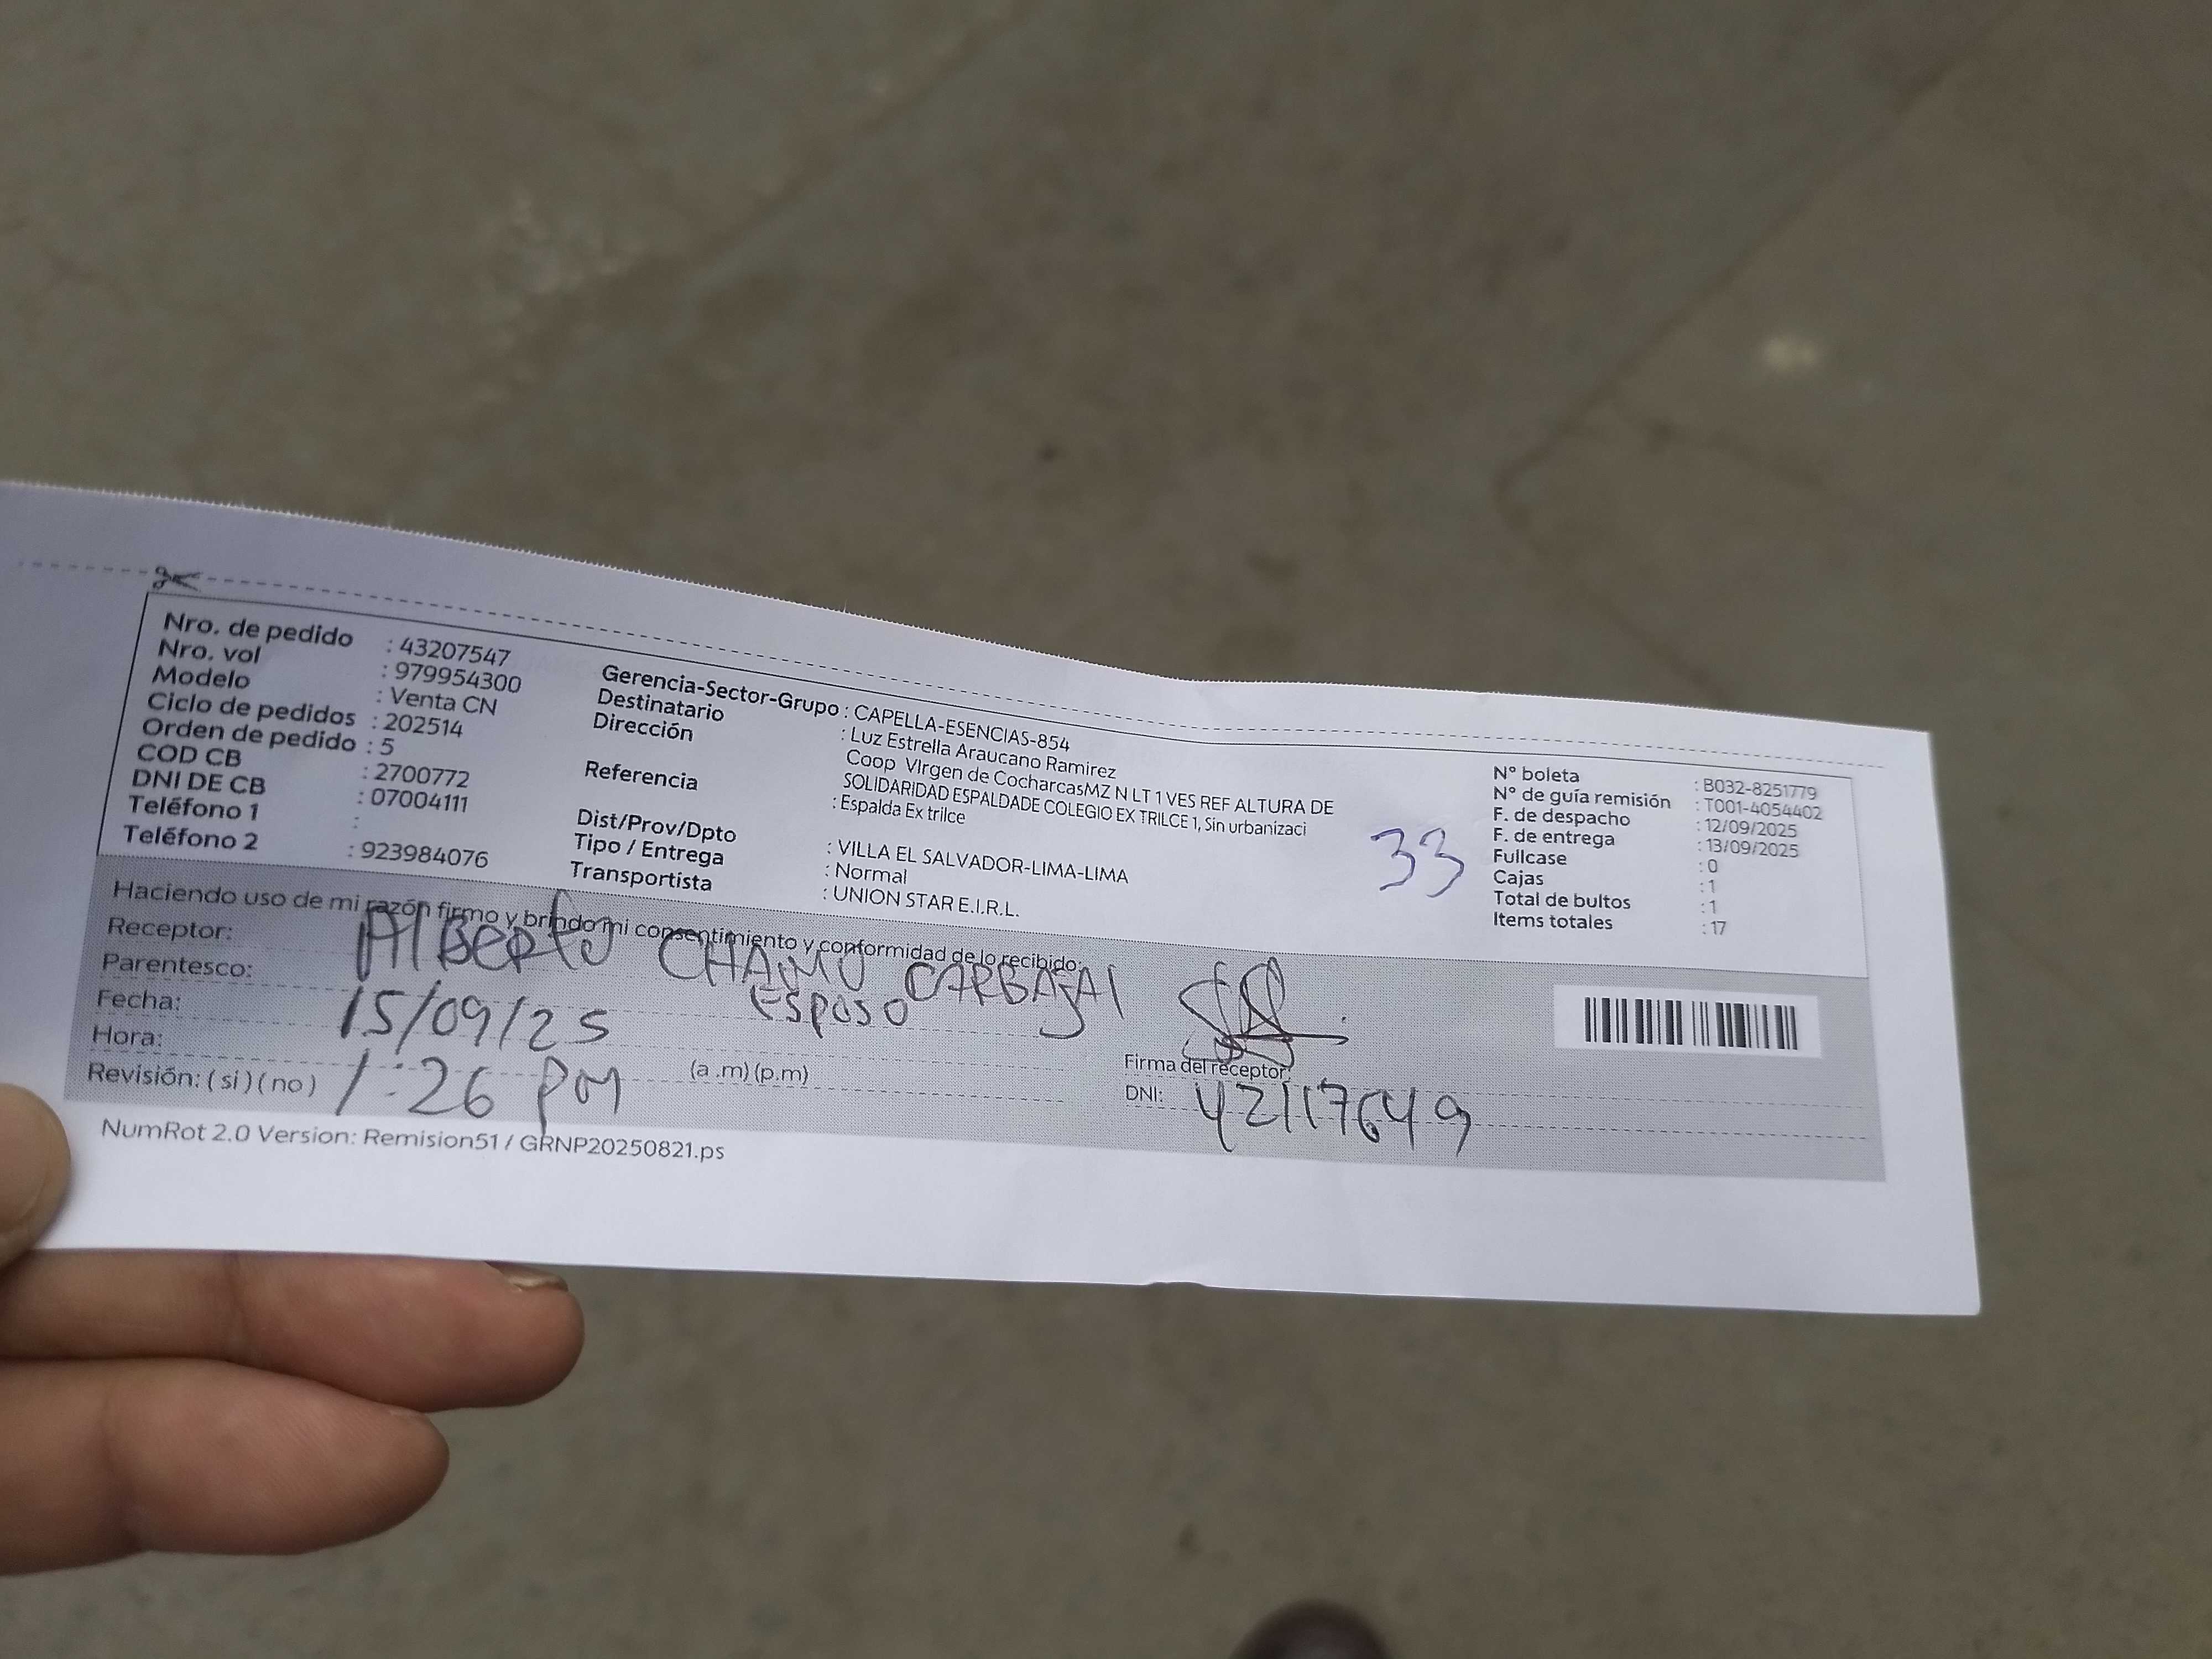 Nro. de pedido : 43207547
Nro. vol : 979954300
Modelo : Venta CN
Ciclo de pedidos : 202514
Orden de pedido : 5
COD CB : 2700772
DNI DE CB : 07004111
Teléfono 1 :
Teléfono 2 : 923984076
Gerencia-Sector-Grupo : CAPELLA-ESENCIAS-854
Destinatario : Luz Estrella Araucano Ramirez
Dirección : Coop VIrgen de CocharcasMZ N LT 1 VES REF ALTURA DE
SOLIDARIDAD ESPALDADE COLEGIO EX TRILCE 1, Sin urbanizaci
Referencia : Espalda Ex trilce
Dist/Prov/Dpto : VILLA EL SALVADOR-LIMA-LIMA
Tipo / Entrega : Normal
Transportista : UNION STAR E.I.R.L.
33
N° boleta : B032-8251779
N° de guía remisión : T001-4054402
F. de despacho : 12/09/2025
F. de entrega : 13/09/2025
Fullcase : 0
Cajas : 1
Total de bultos : 1
Items totales : 17
Haciendo uso de mi razón firmo y brindo mi consentimiento y conformidad de lo recibido:
Receptor: AlBerto CHAMO CARBAJAl
Parentesco: Esposo
Fecha: 15/09/25
Hora: 1:26 PM (a .m) (p.m)
Revisión: ( si ) ( no )
Firma del receptor:
DNI: 42117649
NumRot 2.0 Version: Remision51 / GRNP20250821.ps